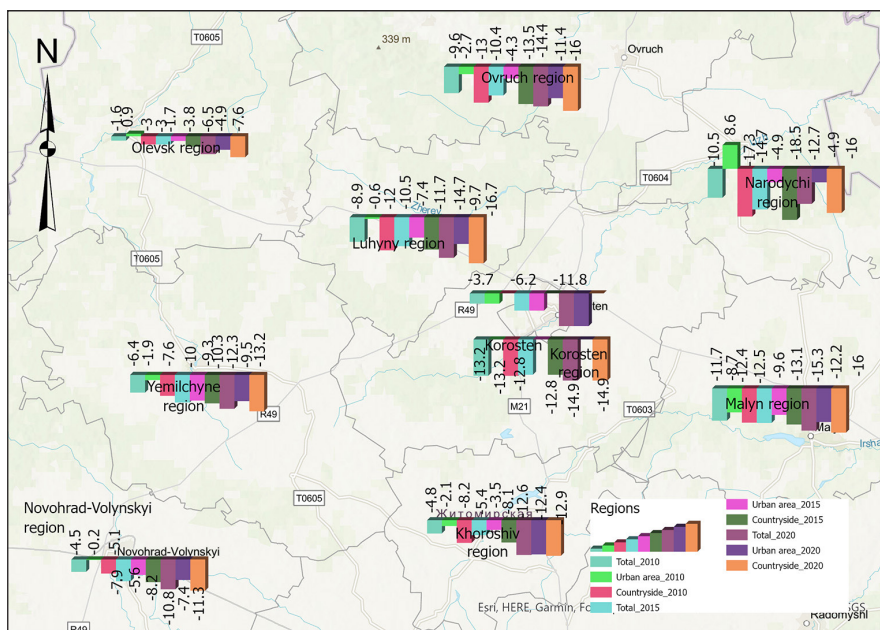 N
T0605
339 m
Ovruch
-9.6 -2.7 -13 -10.4 -4.3 -13.5 -14.4 -11.4 -16
Ovruch region
-1.6 0.9 -3 -3 -1.7 -3.8 -6.5 -4.9 -7.6
Olevsk region
-10.5 8.6 -17.3 -14.7 -4.9 -18.5 -12.7 -4.9 -16
T0604
Narodychi
region
-8.9 -0.6 -12 -10.5 -7.4 -11.7 -14.7 -9.7 -16.7
Zherev
Luhyny region
T0605
-3.7 -6.2 -11.8
R49
ten
Korosten
Korosten
region
-13.2 -13.2 -12.8 -12.8 -14.9 -14.9
M21
T0603
-6.4 -1.9 -7.6 -10 -9.3 -10.3 -12.3 -9.5 -13.2
Yemilchyne
region
R49
-11.7 -8.7 -12.4 -12.5 -9.6 -13.1 -15.3 -12.2 -16
Malyn region
Ma
Irsha
T0605
-4.8 -2.1 -8.2 -5.4 -3.5 -8.1 -12.6 -12.4 12.9
Житомирская
Khoroshiv
region
Novohrad-Volynskyi
region
Novohrad-Volynskyi
-4.5 -0.2 -5.1 -7.9 -5.6 -8.2 -10.8 -7.4 -11.3
R49
Regions
Total_2010
Urban area_2010
Countryside_2010
Total_2015
Urban area_2015
Countryside_2015
Total_2020
Urban area_2020
Countryside_2020
Esri, HERE, Garmin, Fo
SGS
Radomyshl